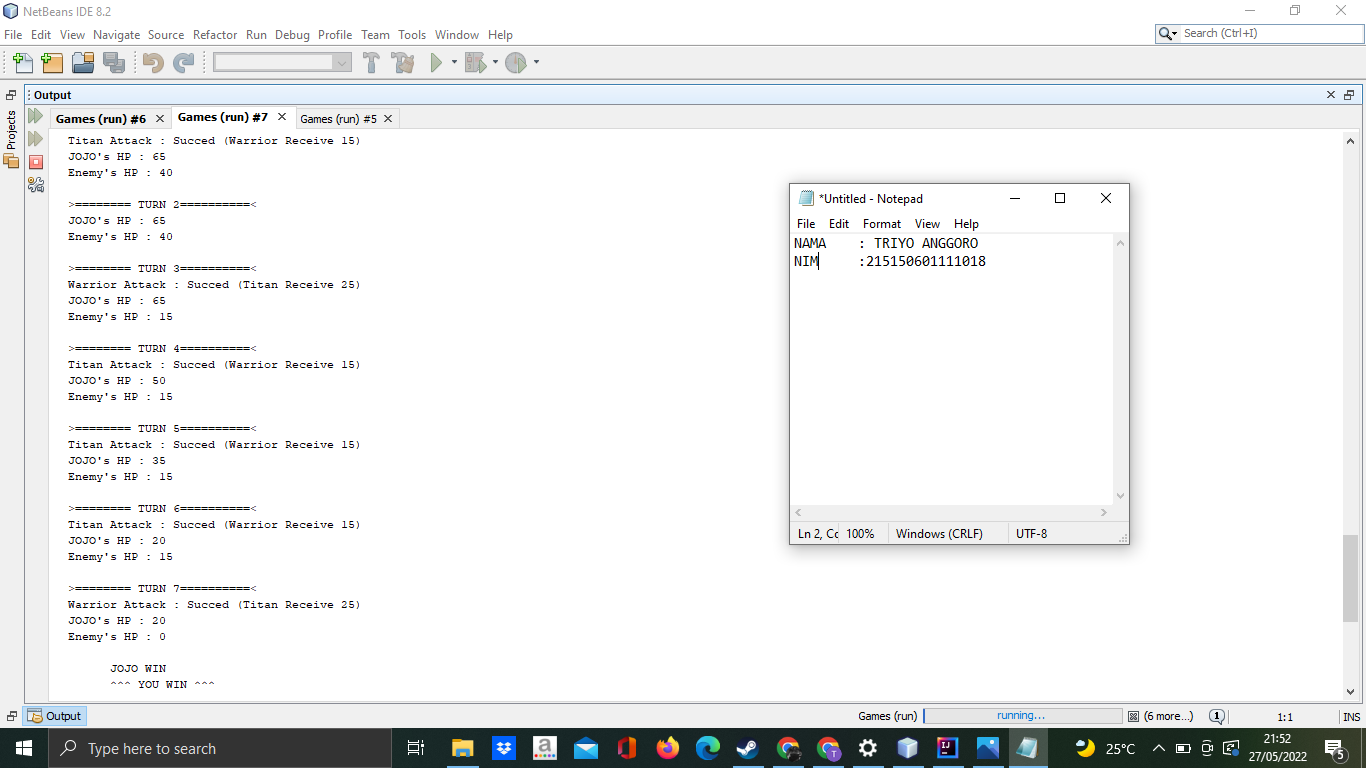 NetBeans IDE 8.2
File Edit View Navigate Source Refactor Run Debug Profile Team Tools Window Help
Search (Ctrl+I)
Output
Projects
Games (run) #6 Games (run) #7 Games (run) #5
Titan Attack : Succed (Warrior Receive 15)
JOJO's HP : 65
Enemy's HP : 40
>======== TURN 2==========<
JOJO's HP : 65
Enemy's HP : 40
>======== TURN 3==========<
Warrior Attack : Succed (Titan Receive 25)
JOJO's HP : 65
Enemy's HP : 15
>======== TURN 4==========<
Titan Attack : Succed (Warrior Receive 15)
JOJO's HP : 50
Enemy's HP : 15
>======== TURN 5==========<
Titan Attack : Succed (Warrior Receive 15)
JOJO's HP : 35
Enemy's HP : 15
>======== TURN 6==========<
Titan Attack : Succed (Warrior Receive 15)
JOJO's HP : 20
Enemy's HP : 15
>======== TURN 7==========<
Warrior Attack : Succed (Titan Receive 25)
JOJO's HP : 20
Enemy's HP : 0
JOJO WIN
^^^ YOU WIN ^^^
*Untitled - Notepad
File Edit Format View Help
NAMA : TRIYO ANGGORO
NIM :215150601111018
Ln 2, Cc 100% Windows (CRLF) UTF-8
Output
Games (run) running... (6 more...) 1 1:1 INS
Type here to search
25°C
21:52
27/05/2022
5